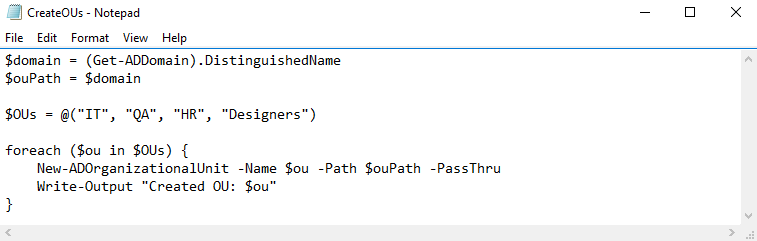 CreateOUs - Notepad
File Edit Format View Help
$domain = (Get-ADDomain).DistinguishedName
$ouPath = $domain

$OUs = @("IT", "QA", "HR", "Designers")

foreach ($ou in $OUs) {
    New-ADOrganizationalUnit -Name $ou -Path $ouPath -PassThru
    Write-Output "Created OU: $ou"
}